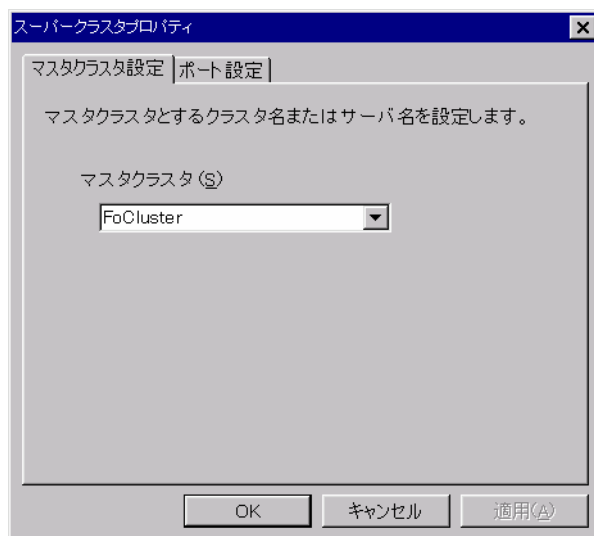 スーパークラスタプロパティ
マスタクラスタ設定 ポート設定
マスタクラスタとするクラスタ名またはサーバ名を設定します。
マスタクラスタ(S)
FoCluster
OK キャンセル 適用(A)